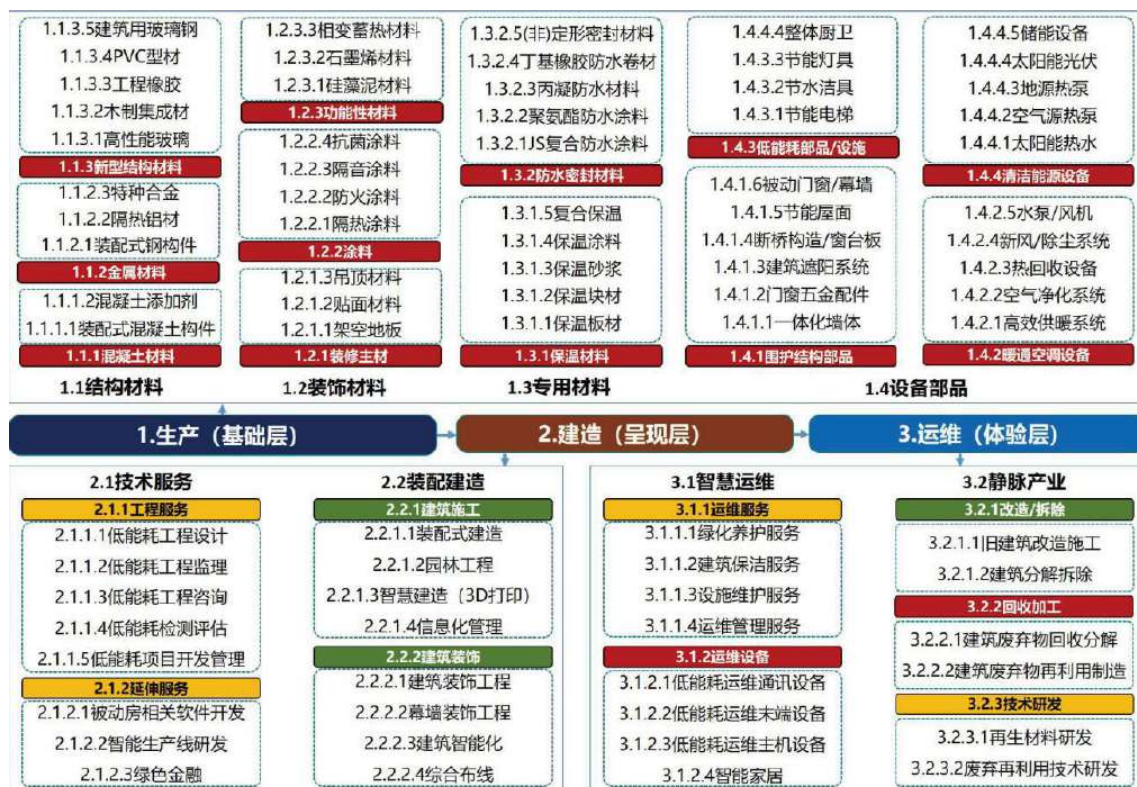 1.1.3.5建筑用玻璃钢
1.1.3.4PVC型材
1.1.3.3工程橡胶
1.1.3.2木制集成材
1.1.3.1高性能玻璃
1.1.3新型结构材料
1.1.2.3特种合金
1.1.2.2隔热铝材
1.1.2.1装配式钢构件
1.1.2金属材料
1.1.1.2混凝土添加剂
1.1.1.1装配式混凝土构件
1.1.1混凝土材料
1.1结构材料
1.2.3.3相变蓄热材料
1.2.3.2石墨烯材料
1.2.3.1硅藻泥材料
1.2.3功能性材料
1.2.2.4抗菌涂料
1.2.2.3隔音涂料
1.2.2.2防火涂料
1.2.2.1隔热涂料
1.2.2涂料
1.2.1.3吊顶材料
1.2.1.2贴面材料
1.2.1.1架空地板
1.2.1装修主材
1.2装饰材料
1.3.2.5(非)定形密封材料
1.3.2.4丁基橡胶防水卷材
1.3.2.3丙凝防水材料
1.3.2.2聚氨酯防水涂料
1.3.2.1JS复合防水涂料
1.3.2防水密封材料
1.3.1.5复合保温
1.3.1.4保温涂料
1.3.1.3保温砂浆
1.3.1.2保温块材
1.3.1.1保温板材
1.3.1保温材料
1.3专用材料
1.4.4.4整体厨卫
1.4.3.3节能灯具
1.4.3.2节水洁具
1.4.3.1节能电梯
1.4.3低能耗部品/设施
1.4.1.6被动门窗/幕墙
1.4.1.5节能屋面
1.4.1.4断桥构造/窗台板
1.4.1.3建筑遮阳系统
1.4.1.2门窗五金配件
1.4.1.1一体化墙体
1.4.1围护结构部品
1.4.4.5储能设备
1.4.4.4太阳能光伏
1.4.4.3地源热泵
1.4.4.2空气源热泵
1.4.4.1太阳能热水
1.4.4清洁能源设备
1.4.2.5水泵/风机
1.4.2.4新风/除尘系统
1.4.2.3热回收设备
1.4.2.2空气净化系统
1.4.2.1高效供暖系统
1.4.2暖通空调设备
1.4设备部品
1.生产（基础层）
2.建造（呈现层）
3.运维（体验层）
2.1技术服务
2.1.1工程服务
2.1.1.1低能耗工程设计
2.1.1.2低能耗工程监理
2.1.1.3低能耗工程咨询
2.1.1.4低能耗检测评估
2.1.1.5低能耗项目开发管理
2.1.2延伸服务
2.1.2.1被动房相关软件开发
2.1.2.2智能生产线研发
2.1.2.3绿色金融
2.2装配建造
2.2.1建筑施工
2.2.1.1装配式建造
2.2.1.2园林工程
2.2.1.3智慧建造（3D打印）
2.2.1.4信息化管理
2.2.2建筑装饰
2.2.2.1建筑装饰工程
2.2.2.2幕墙装饰工程
2.2.2.3建筑智能化
2.2.2.4综合布线
3.1智慧运维
3.1.1运维服务
3.1.1.1绿化养护服务
3.1.1.2建筑保洁服务
3.1.1.3设施维护服务
3.1.1.4运维管理服务
3.1.2运维设备
3.1.2.1低能耗运维通讯设备
3.1.2.2低能耗运维末端设备
3.1.2.3低能耗运维主机设备
3.1.2.4智能家居
3.2静脉产业
3.2.1改造/拆除
3.2.1.1旧建筑改造施工
3.2.1.2建筑分解拆除
3.2.2回收加工
3.2.2.1建筑废弃物回收分解
3.2.2.2建筑废弃物再利用制造
3.2.3技术研发
3.2.3.1再生材料研发
3.2.3.2废弃再利用技术研发